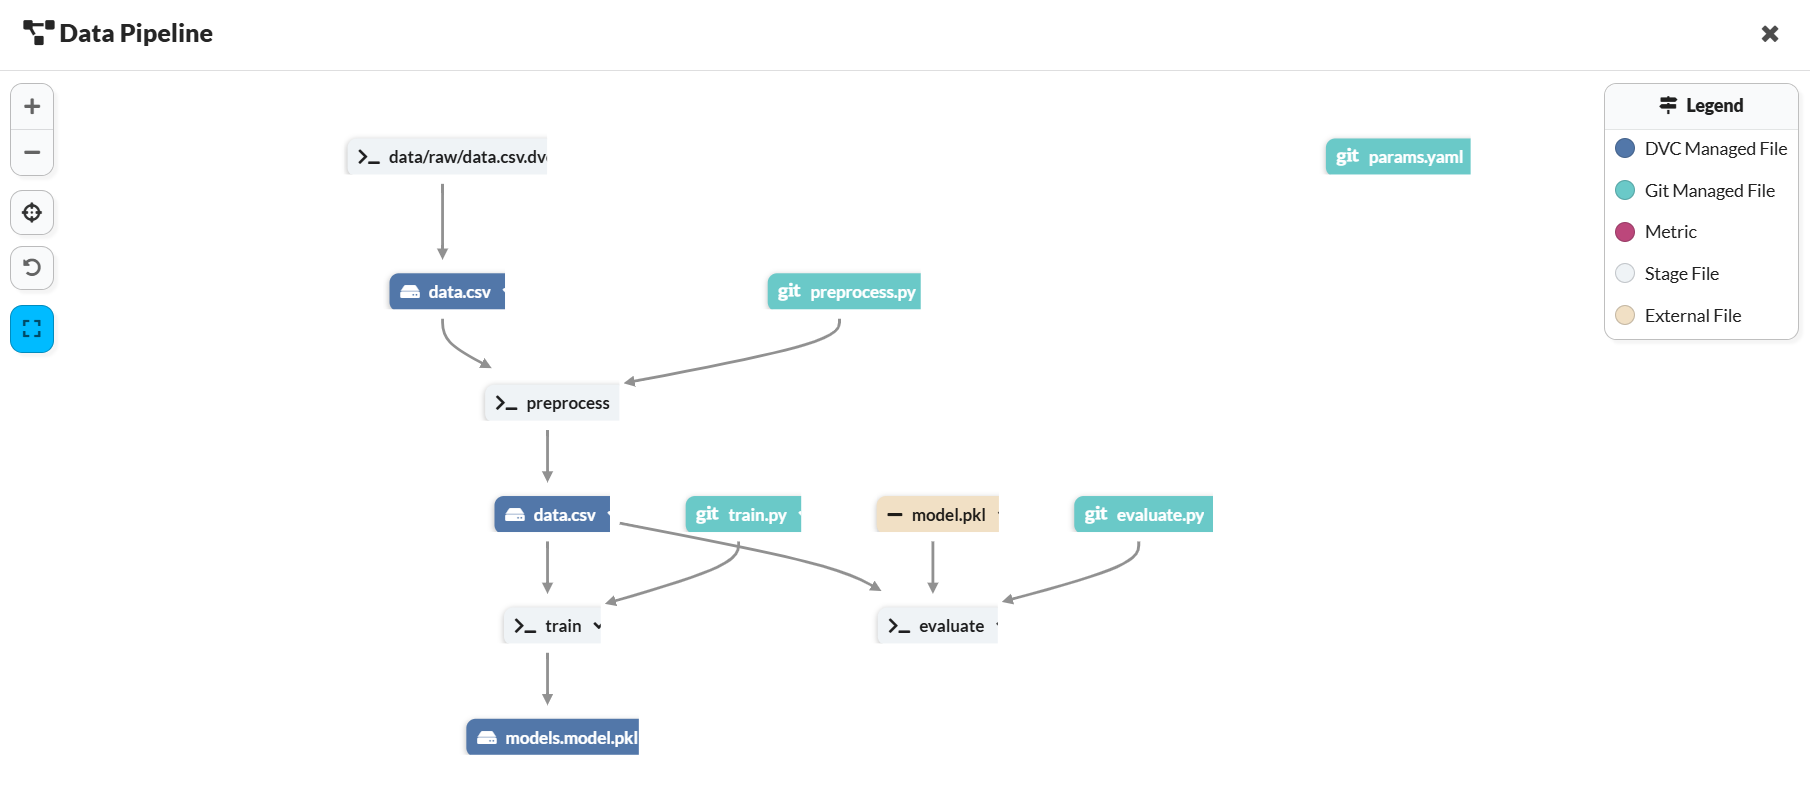 Data Pipeline
Legend
DVC Managed File
Git Managed File
Metric
Stage File
External File
data/raw/data.csv.dv
git params.yaml
data.csv
git preprocess.py
preprocess
data.csv
git train.py
model.pkl
git evaluate.py
train
evaluate
models.model.pkl